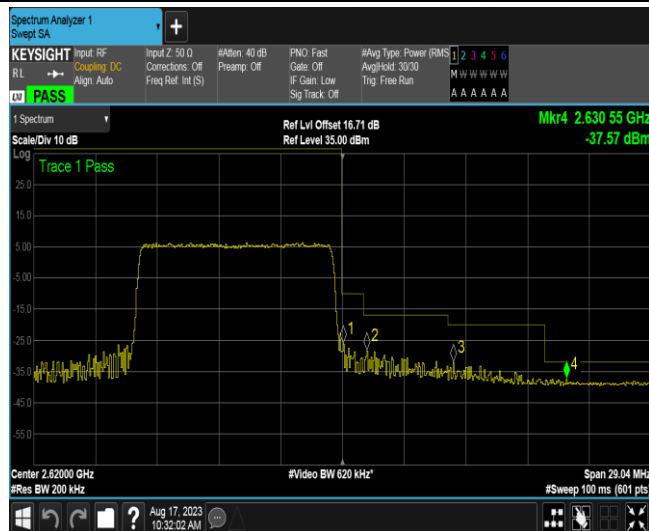 Spectrum Analyzer 1
Swept SA
+
KEYSIGHT
RL
LXI PASS
Input: RF
Coupling: DC
Align: Auto
Input Z: 50 Ω
Corrections: Off
Freq Ref: Int (S)
#Atten: 40 dB
Preamp: Off
PNO: Fast
Gate: Off
IF Gain: Low
Sig Track: Off
#Avg Type: Power (RMS
Avg|Hold: 30/30
Trig: Free Run
1 2 3 4 5 6
M W W W W W
A A A A A A
1 Spectrum
Scale/Div 10 dB
Log
Ref Lvl Offset 16.71 dB
Ref Level 35.00 dBm
Mkr4 2.630 55 GHz
-37.57 dBm
Trace 1 Pass
25.0
15.0
5.00
-5.00
-15.0
-25.0
-35.0
-45.0
-55.0
1
2
3
4
Center 2.62000 GHz
#Res BW 200 kHz
#Video BW 620 kHz*
Span 29.04 MHz
#Sweep 100 ms (601 pts)
?
Aug 17, 2023
10:32:02 AM